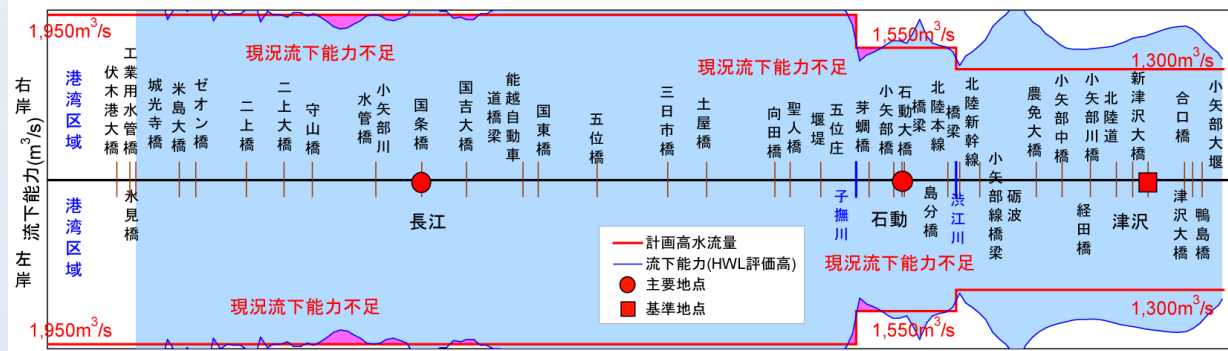 1,950m³/s
1,550m³/s
1,300m³/s
現況流下能力不足
現況流下能力不足
右岸
流下能力(m³/s)
左岸
港湾区域
伏木港大橋
工業用水管橋
城光寺橋
米島大橋
ゼオン橋
二上橋
二上大橋
守山橋
水管橋
小矢部川
国条橋
国吉大橋
道橋梁
能越自動車
国東橋
五位橋
三日市橋
土屋橋
向田橋
聖人橋
堰堤
五位庄
芽蜩橋
小矢部橋
石動大橋
橋梁
北陸本線
橋梁
北陸新幹線
農免大橋
小矢部中橋
小矢部川橋
北陸道
新津沢大橋
合口橋
小矢部大堰
港湾区域
氷見橋
長江
子撫川
石動
島分橋
渋江川
小矢部線橋梁
砺波
経田橋
津沢
津沢大橋
鴨島橋
計画高水流量
流下能力(HWL評価高)
主要地点
基準地点
現況流下能力不足
現況流下能力不足
1,950m³/s
1,550m³/s
1,300m³/s